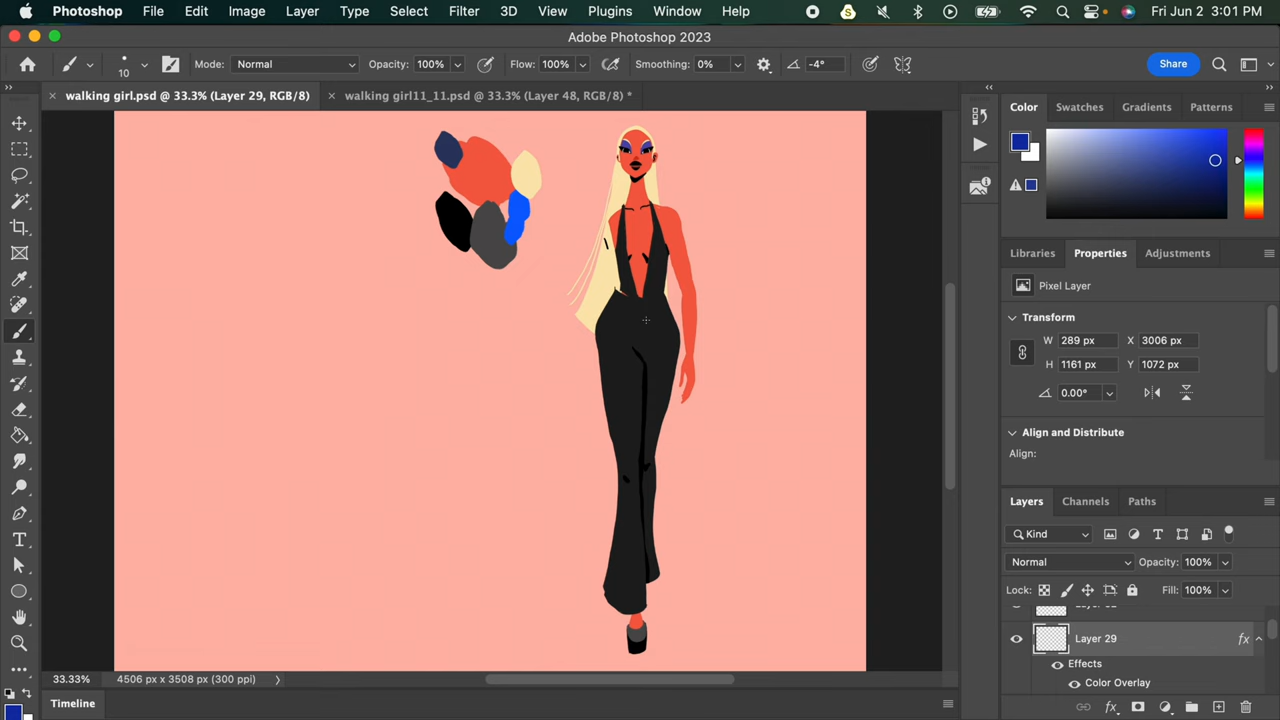 Photoshop File Edit Image Layer Type Select Filter 3D View Plugins Window Help Fri Jun 2 3:01 PM
Adobe Photoshop 2023
10 Mode: Normal Opacity: 100% Flow: 100% Smoothing: 0% -4° Share
walking girl.psd @ 33.3% (Layer 29, RGB/8) walking girl11_11.psd @ 33.3% (Layer 48, RGB/8) *
Color Swatches Gradients Patterns
Libraries Properties Adjustments
Pixel Layer
Transform
W 289 px X 3006 px
H 1161 px Y 1072 px
0.00°
Align and Distribute
Align:
Layers Channels Paths
Kind
Normal Opacity: 100%
Lock: Fill: 100%
Layer 29 fx
Effects
Color Overlay
33.33% 4506 px x 3508 px (300 ppi)
Timeline
fx